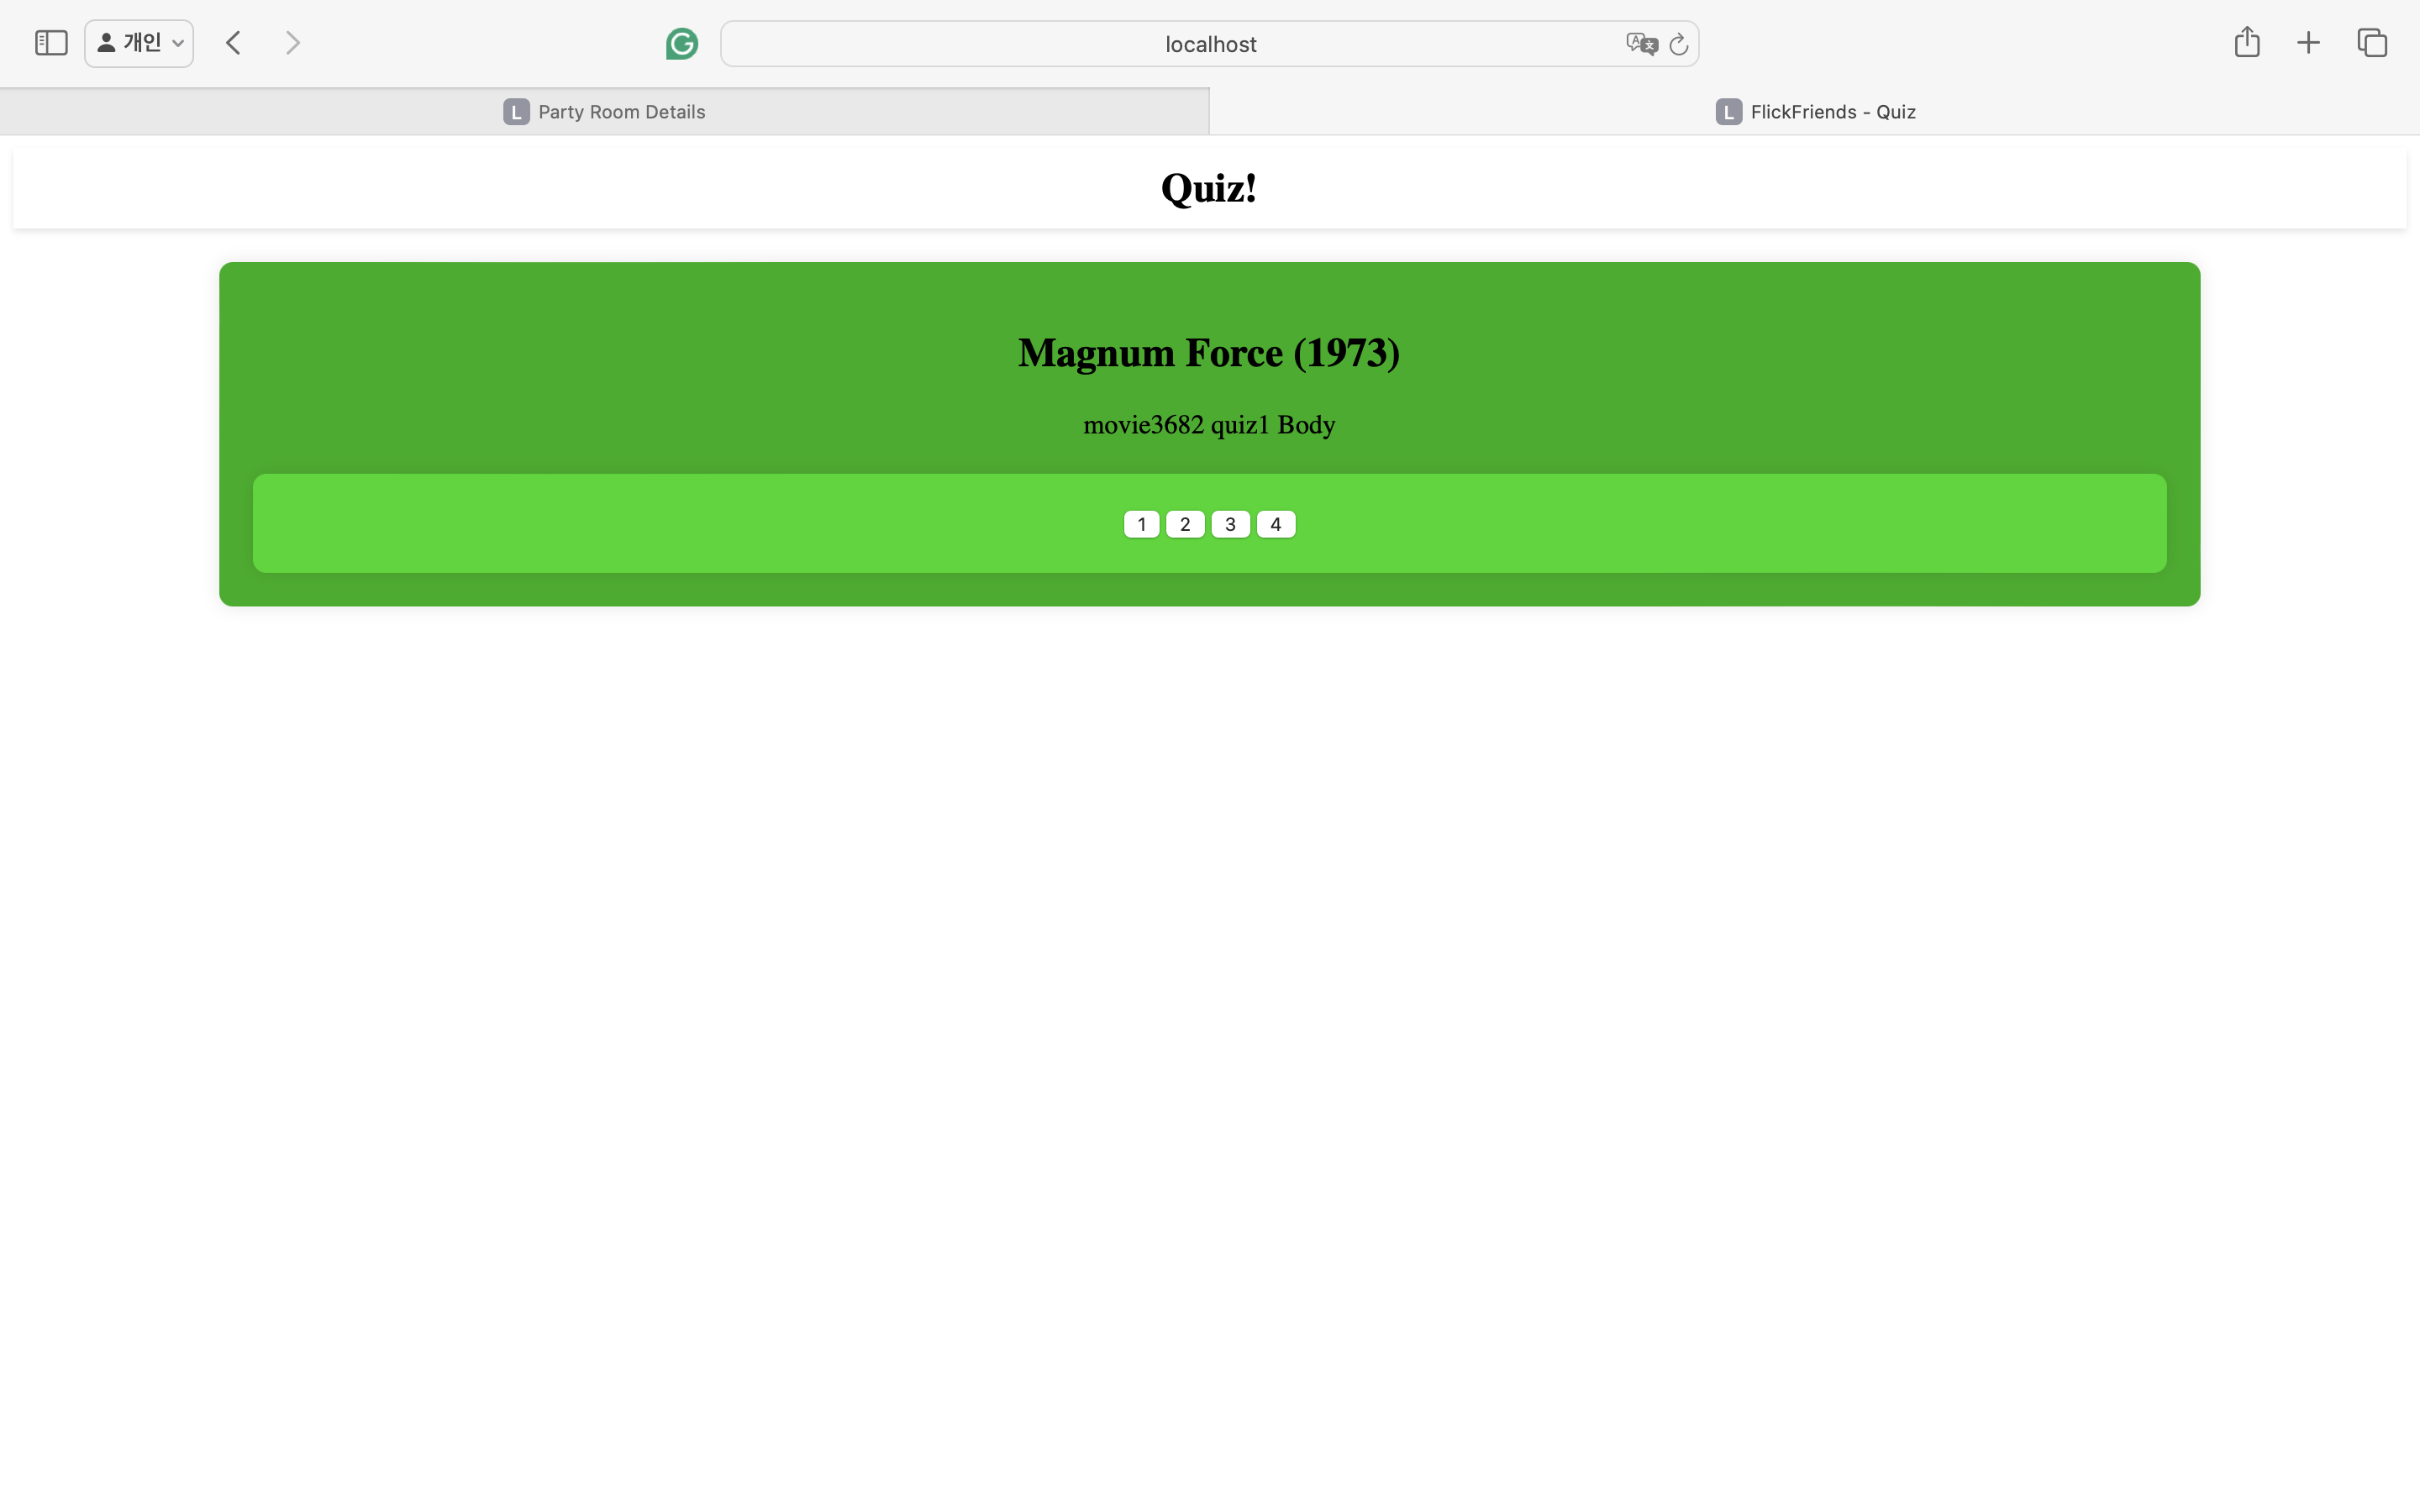 개인
localhost
L Party Room Details
L FlickFriends - Quiz
Quiz!
Magnum Force (1973)
movie3682 quiz1 Body
1 2 3 4